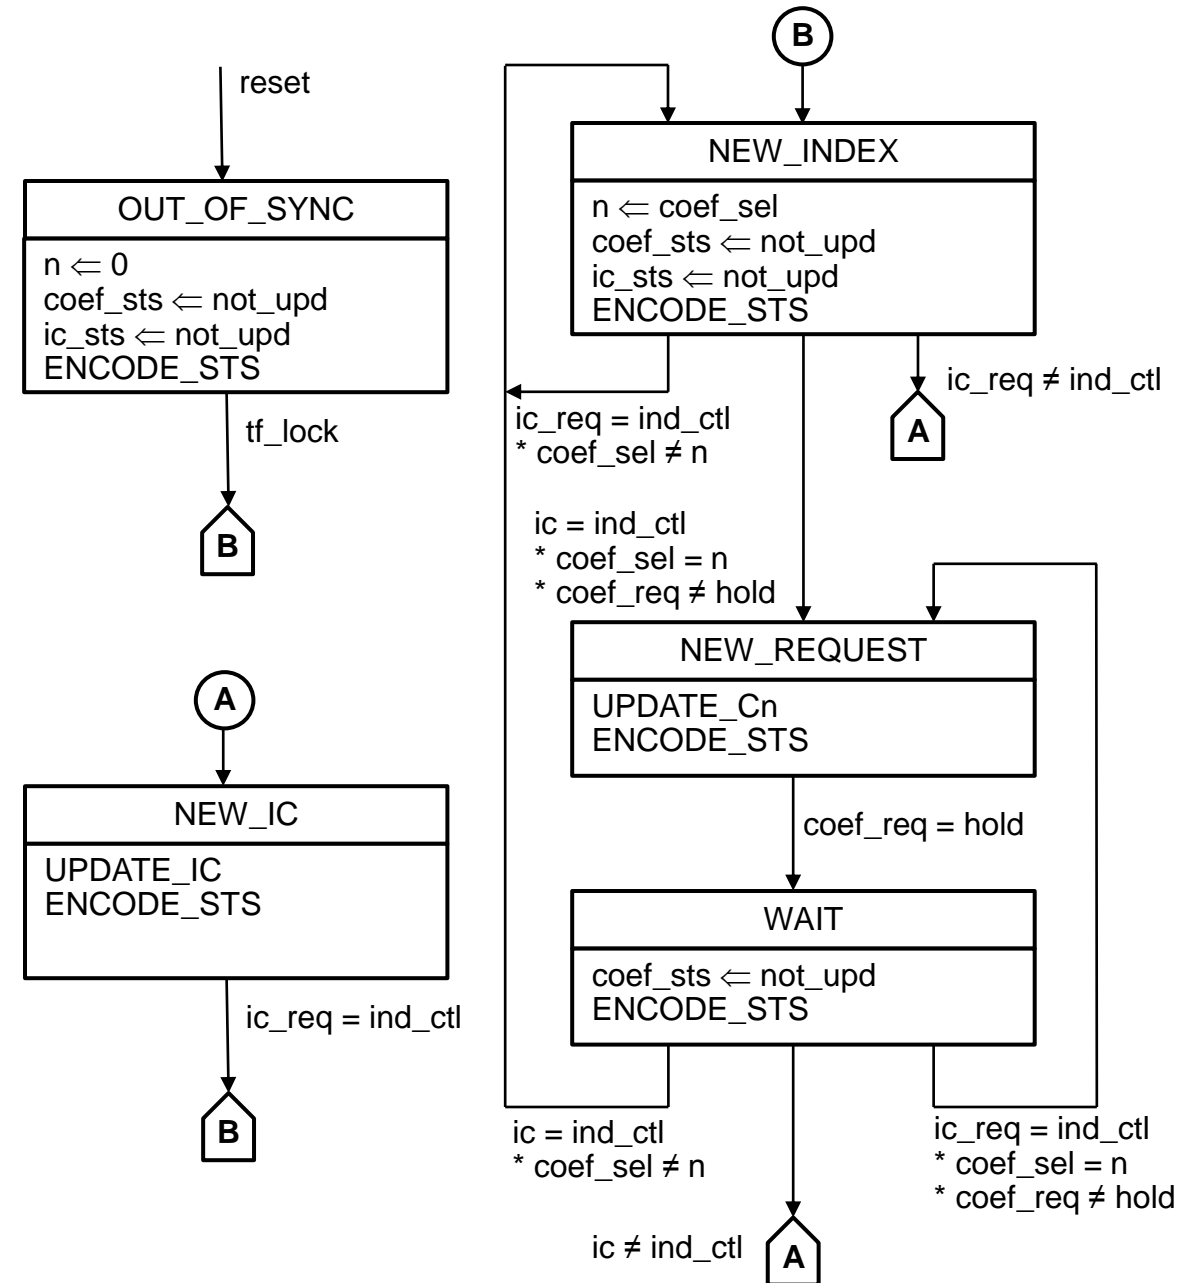 reset
OUT_OF_SYNC
n ⇐ 0
coef_sts ⇐ not_upd
ic_sts ⇐ not_upd
ENCODE_STS
tf_lock
B
A
NEW_IC
UPDATE_IC
ENCODE_STS
ic_req = ind_ctl
B
B
NEW_INDEX
n ⇐ coef_sel
coef_sts ⇐ not_upd
ic_sts ⇐ not_upd
ENCODE_STS
ic_req = ind_ctl
* coef_sel ≠ n
ic_req ≠ ind_ctl
A
ic = ind_ctl
* coef_sel = n
* coef_req ≠ hold
NEW_REQUEST
UPDATE_Cn
ENCODE_STS
coef_req = hold
WAIT
coef_sts ⇐ not_upd
ENCODE_STS
ic = ind_ctl
* coef_sel ≠ n
ic_req = ind_ctl
* coef_sel = n
* coef_req ≠ hold
ic ≠ ind_ctl
A